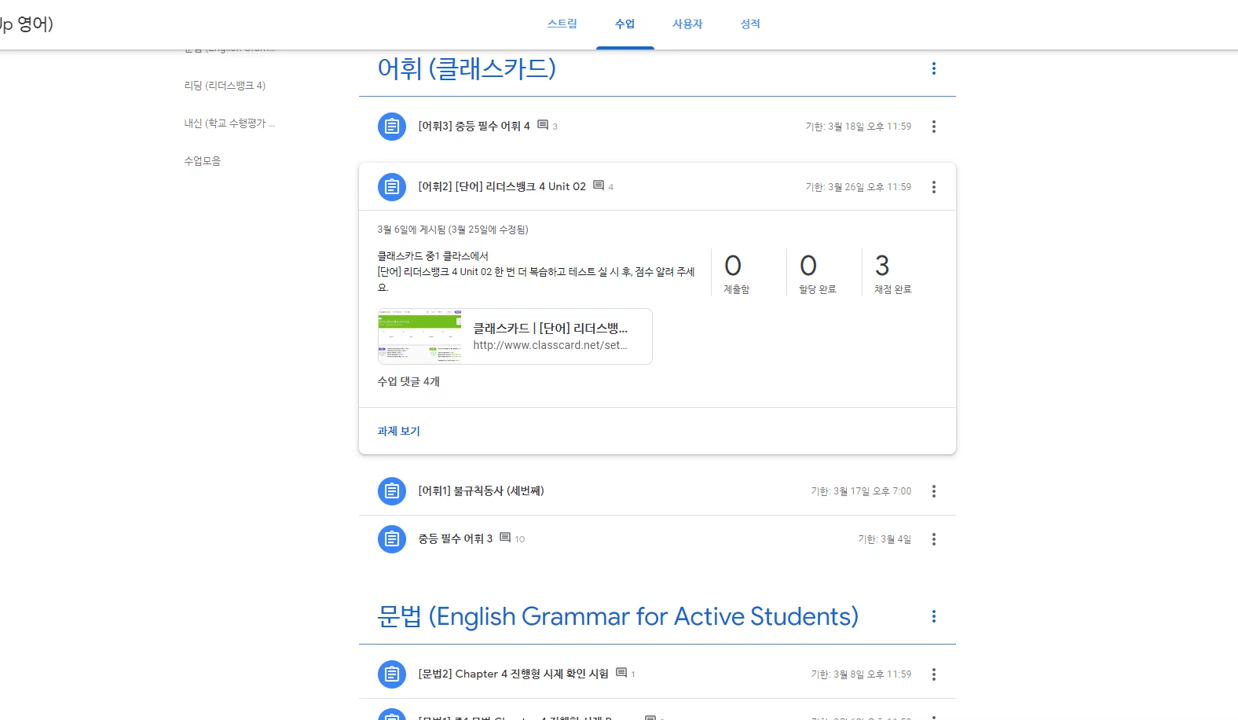 Up 영어)
스트림
수업
사용자
성적
리딩 (리더스뱅크 4)
내신 (학교 수행평가 ...
수업모음
어휘 (클래스카드)
[어휘3] 중등 필수 어휘 4 3
기한: 3월 18일 오후 11:59
[어휘2] [단어] 리더스뱅크 4 Unit 02 4
기한: 3월 26일 오후 11:59
3월 6일에 게시됨 (3월 25일에 수정됨)
클래스카드 중1 클라스에서
[단어] 리더스뱅크 4 Unit 02 한 번 더 복습하고 테스트 실 시 후, 점수 알려 주세
요.
0
제출함
0
할당 완료
3
채점 완료
클래스카드 | [단어] 리더스뱅...
http://www.classcard.net/set...
수업 댓글 4개
과제 보기
[어휘1] 불규칙동사 (세번째)
기한: 3월 17일 오후 7:00
중등 필수 어휘 3 10
기한: 3월 4일
문법 (English Grammar for Active Students)
[문법2] Chapter 4 진행형 시제 확인 시험 1
기한: 3월 8일 오후 11:59